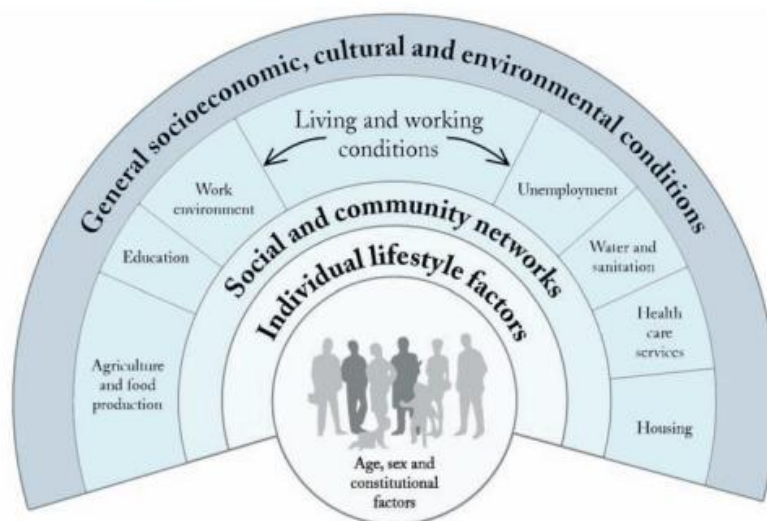 General socioeconomic, cultural and environmental conditions
Living and working
conditions
Work
environment
Unemployment
Education
Water and
sanitation
Agriculture
and food
production
Health
care
services
Housing
Social and community networks
Individual lifestyle factors
Age, sex and
constitutional
factors